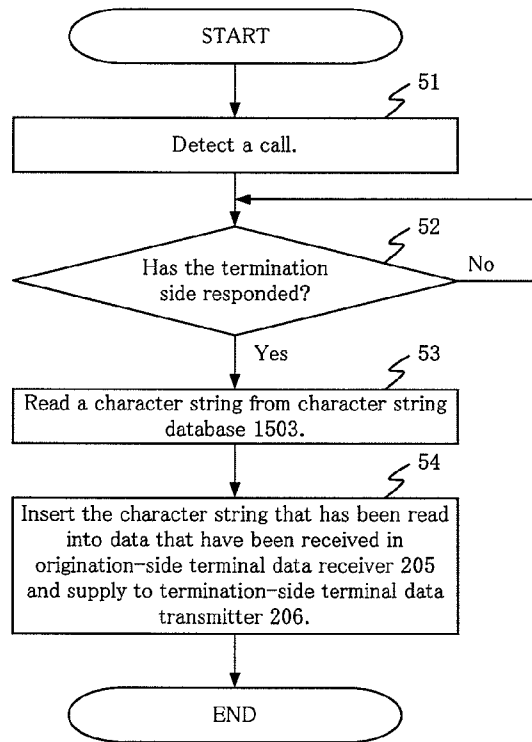 START
51
Detect a call.
52
Has the termination
side responded?
No
Yes
53
Read a character string from character string
database 1503.
54
Insert the character string that has been read
into data that have been received in
origination-side terminal data receiver 205
and supply to termination-side terminal data
transmitter 206.
END